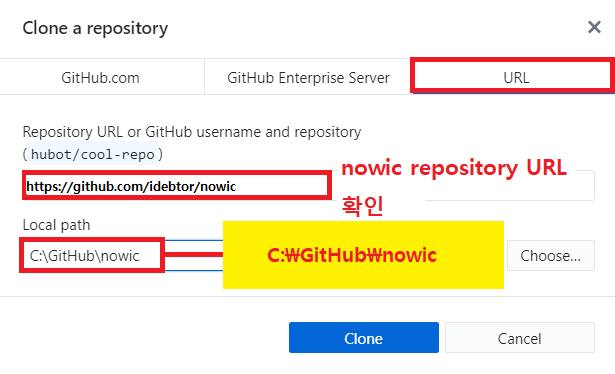 Clone a repository
GitHub.com
GitHub Enterprise Server
URL
Repository URL or GitHub username and repository
( hubot/cool-repo )
https://github.com/idebtor/nowic
nowic repository URL
확인
Local path
C:\GitHub\nowic
C:₩GitHub₩nowic
Choose...
Clone
Cancel